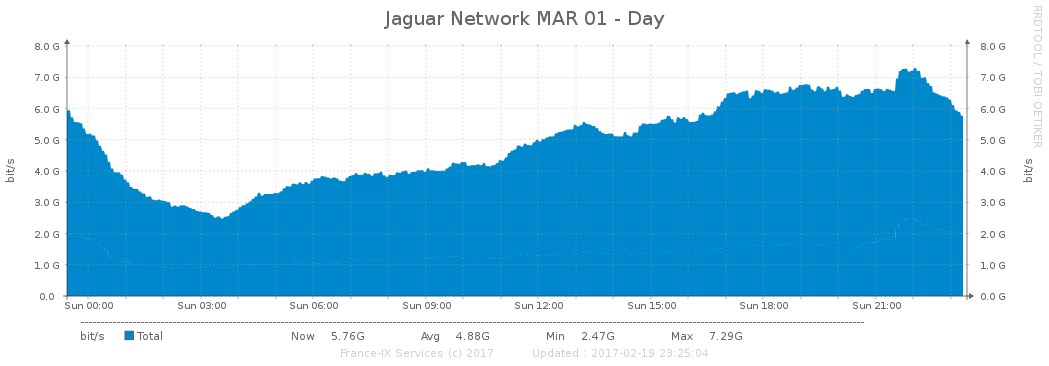 Jaguar Network MAR 01 - Day
RRDTOOL / TOBI OETIKER
bit/s
8.0 G
7.0 G
6.0 G
5.0 G
4.0 G
3.0 G
2.0 G
1.0 G
0.0
8.0 G
7.0 G
6.0 G
5.0 G
4.0 G
3.0 G
2.0 G
1.0 G
0.0 G
bit/s
Sun 00:00 Sun 03:00 Sun 06:00 Sun 09:00 Sun 12:00 Sun 15:00 Sun 18:00 Sun 21:00
bit/s Total Now 5.76G Avg 4.88G Min 2.47G Max 7.29G
France-IX Services (c) 2017 Updated : 2017-02-19 23:25:04